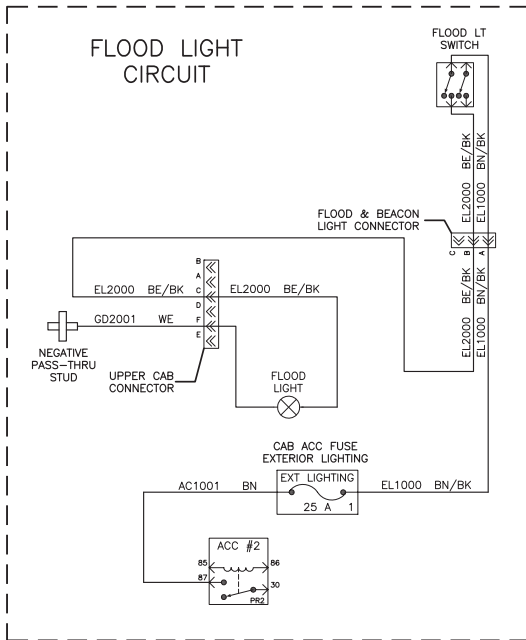 FLOOD LIGHT
CIRCUIT
FLOOD LT
SWITCH
EL2000 BE/BK
EL1000 BN/BK
FLOOD & BEACON
LIGHT CONNECTOR
C
B
A
EL2000 BE/BK
EL1000 BN/BK
B
A
C
D
F
E
EL2000 BE/BK
EL2000 BE/BK
GD2001 WE
NEGATIVE
PASS-THRU
STUD
UPPER CAB
CONNECTOR
FLOOD
LIGHT
CAB ACC FUSE
EXTERIOR LIGHTING
EXT LIGHTING
25 A 1
AC1001 BN
EL1000 BN/BK
ACC #2
85
86
87
30
PR2